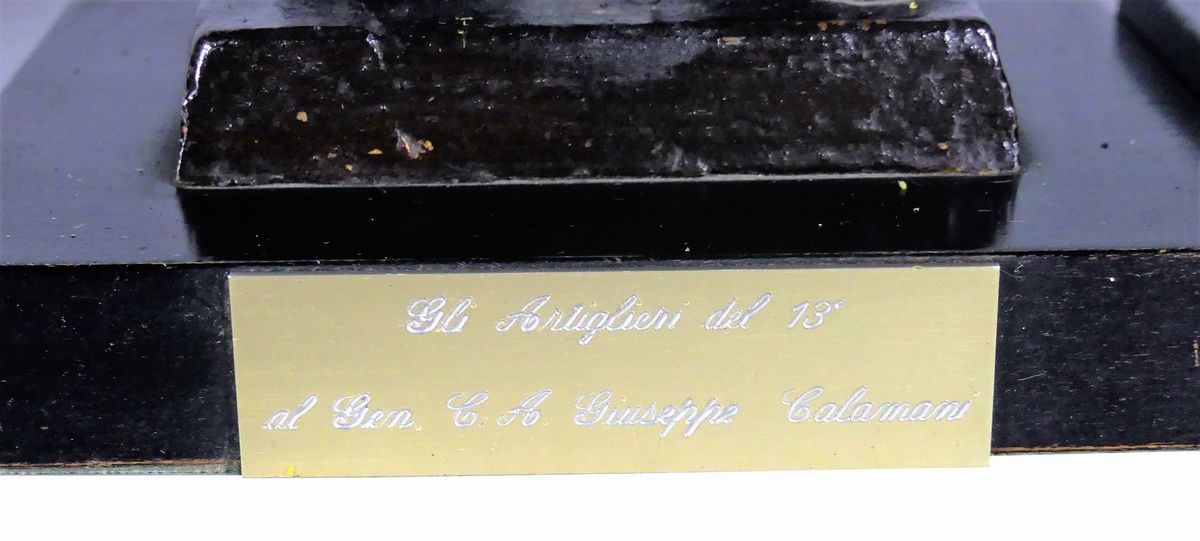 Gli Artiglieri del 13°
al Gen. C. A. Giuseppe Calamani